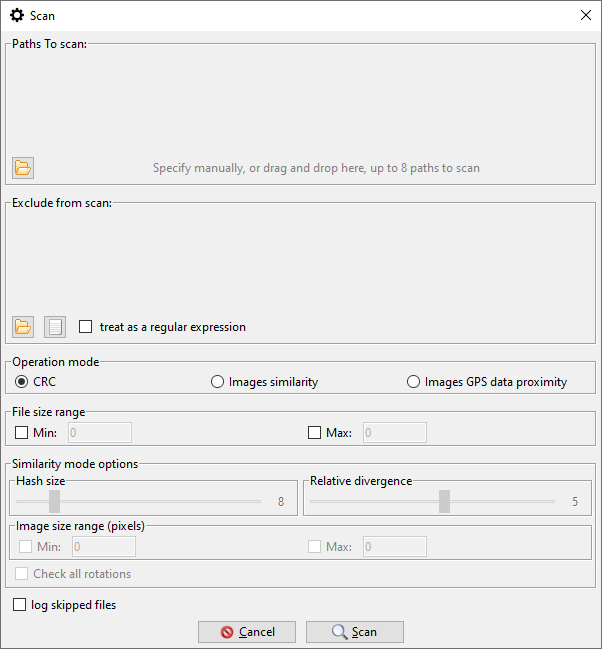 Scan
Paths To scan:
Specify manually, or drag and drop here, up to 8 paths to scan
Exclude from scan:
treat as a regular expression
Operation mode
CRC Images similarity Images GPS data proximity
File size range
Min: 0 Max: 0
Similarity mode options
Hash size Relative divergence
8 5
Image size range (pixels)
Min: 0 Max: 0
Check all rotations
log skipped files
Cancel Scan